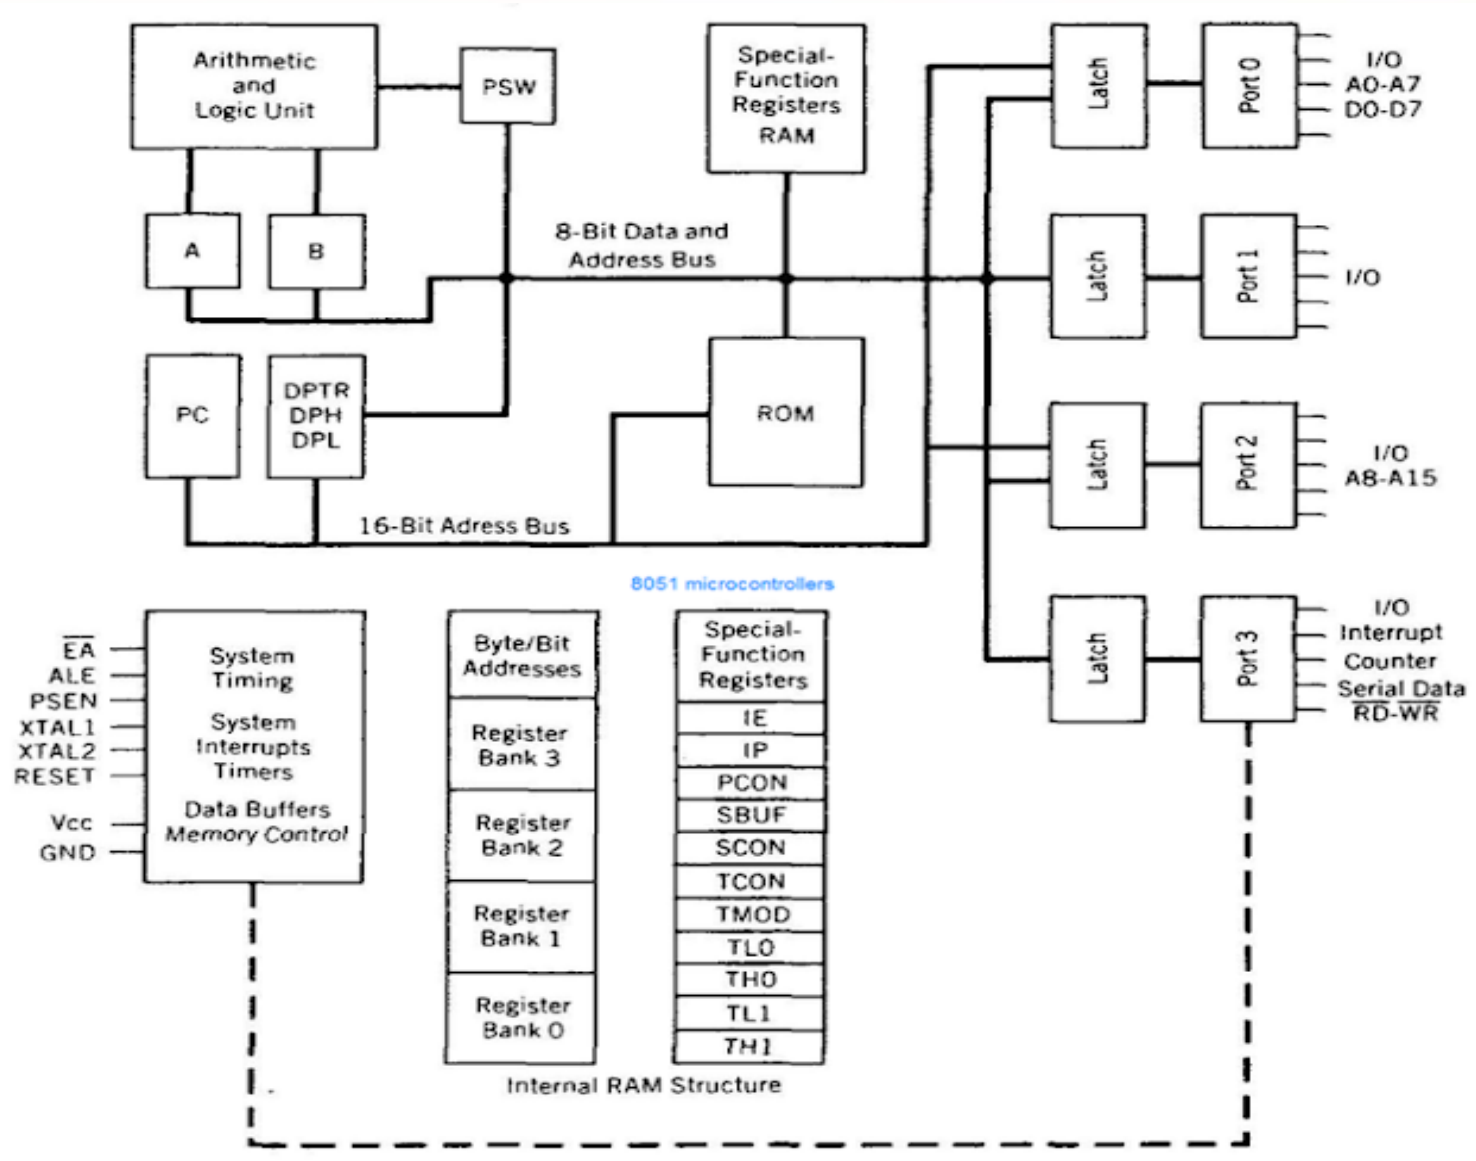 Arithmetic
and
Logic Unit
PSW
Special-
Function
Registers
RAM
Latch
Port 0
I/O
A0-A7
D0-D7
A
B
8-Bit Data and
Address Bus
Latch
Port 1
I/O
PC
DPTR
DPH
DPL
ROM
Latch
Port 2
I/O
A8-A15
16-Bit Adress Bus
8051 microcontrollers
Latch
Port 3
I/O
Interrupt
Counter
Serial Data
R̅D̅-W̅R̅
E̅A̅
ALE
PSEN
XTAL1
XTAL2
RESET
Vcc
GND
System
Timing
System
Interrupts
Timers
Data Buffers
Memory Control
Byte/Bit
Addresses
Register
Bank 3
Register
Bank 2
Register
Bank 1
Register
Bank 0
Special-
Function
Registers
IE
IP
PCON
SBUF
SCON
TCON
TMOD
TL0
TH0
TL1
TH1
Internal RAM Structure